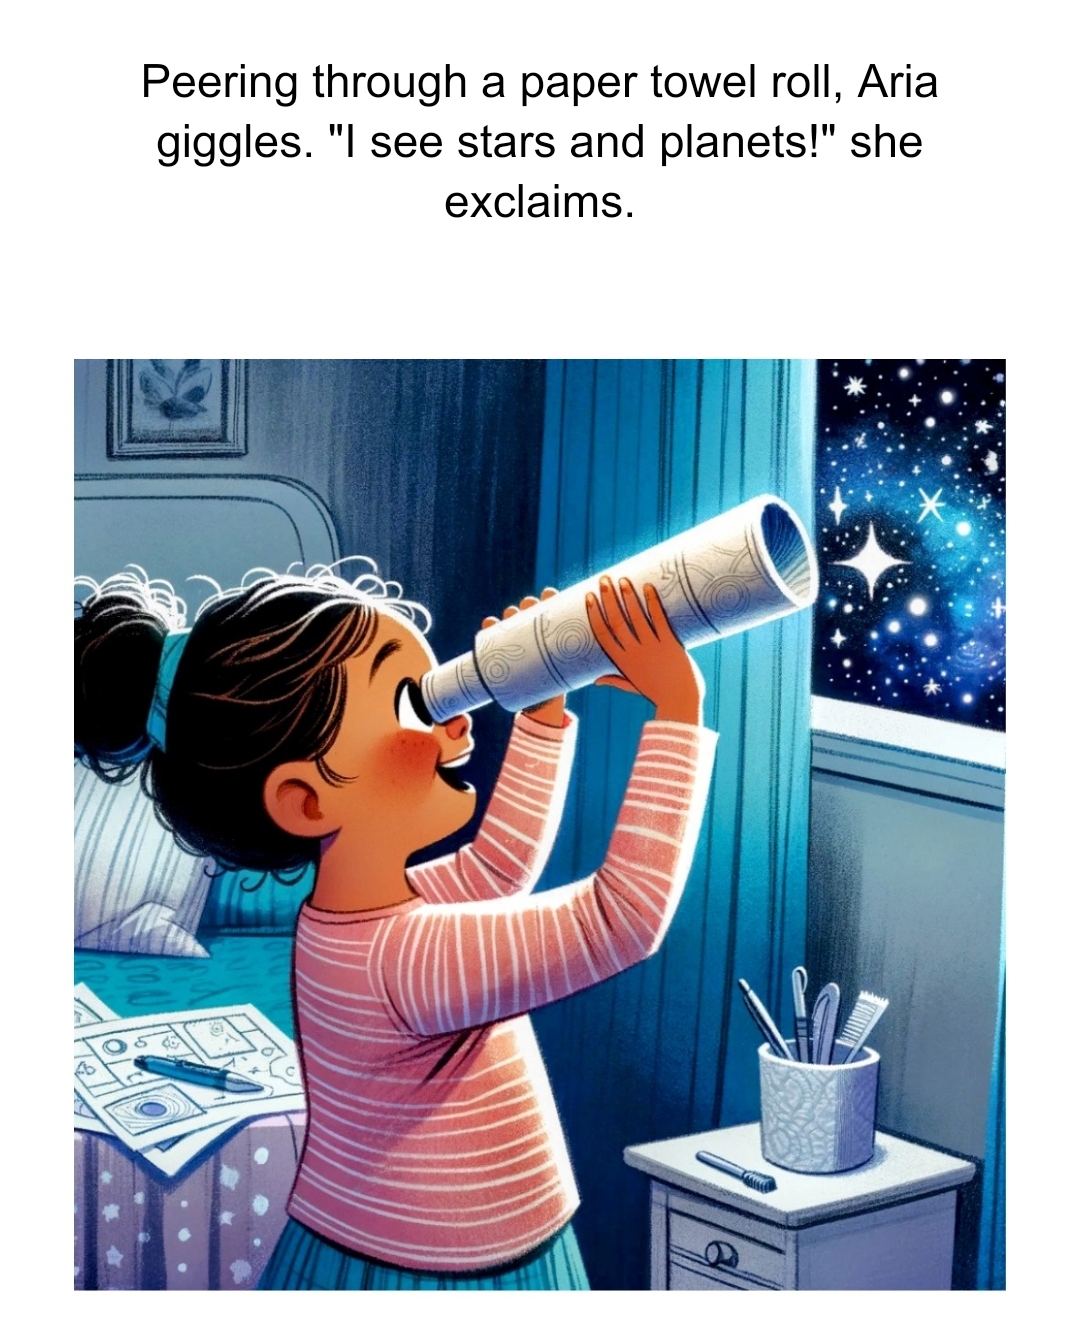 Peering through a paper towel roll, Aria
giggles. "I see stars and planets!" she
exclaims.